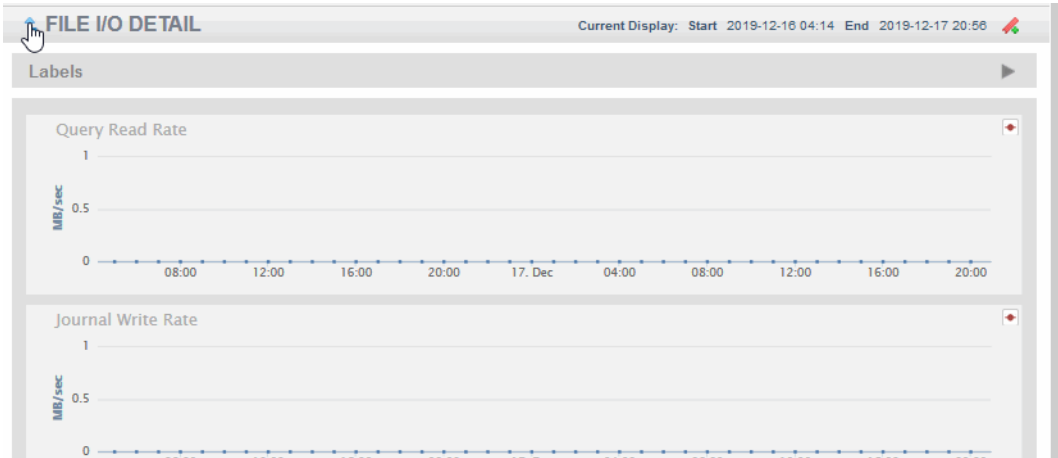 FILE I/O DETAIL
Current Display: Start 2019-12-16 04:14 End 2019-12-17 20:56
Labels
Query Read Rate
1
MB/sec
0.5
0
08:00 12:00 16:00 20:00 17. Dec 04:00 08:00 12:00 16:00 20:00
Journal Write Rate
1
MB/sec
0.5
0